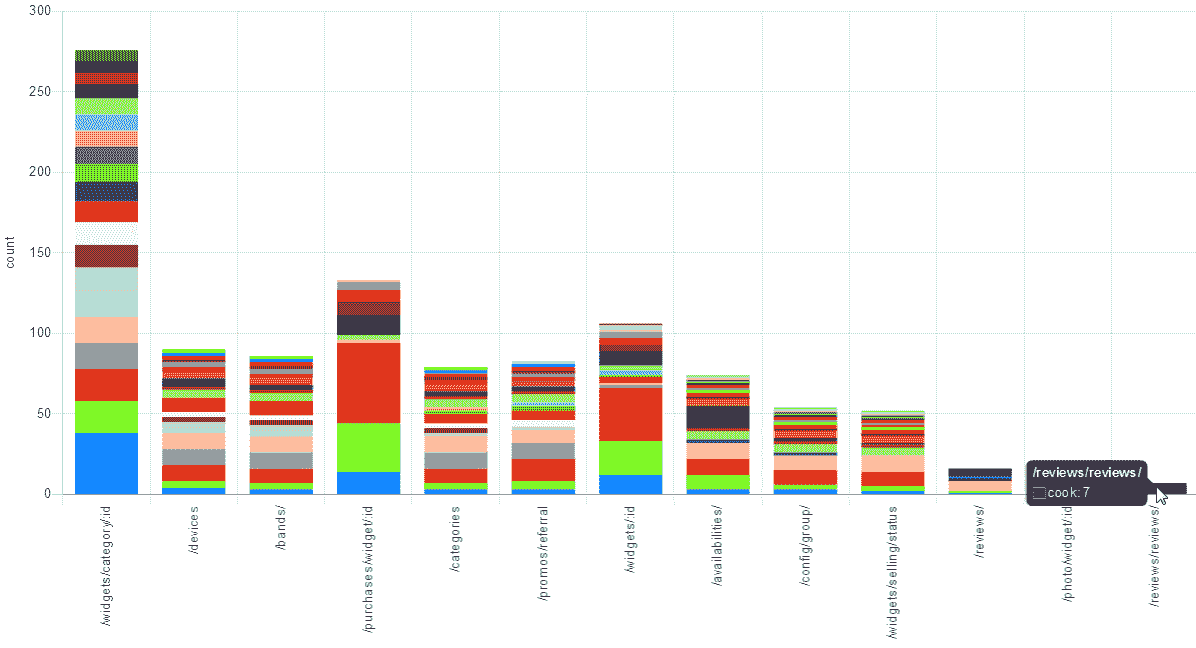 300
250
200
150
100
50
0
count
/widgets/category/:id
/devices
/bands/
/purchases/widget/:id
/categories
/promos/referral
/widgets/:id
/availabilities/
/config/group/
/widgets/selling/status
/reviews/
/photo/widget/:id
/reviews/reviews/
/reviews/reviews/
cook: 7